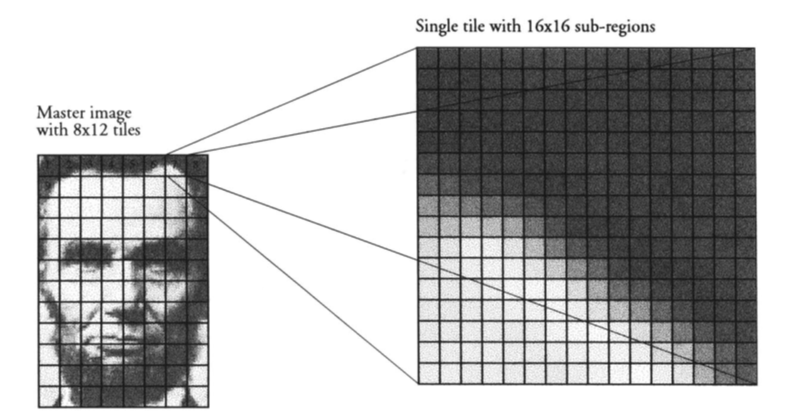 Single tile with 16x16 sub-regions
Master image
with 8x12 tiles